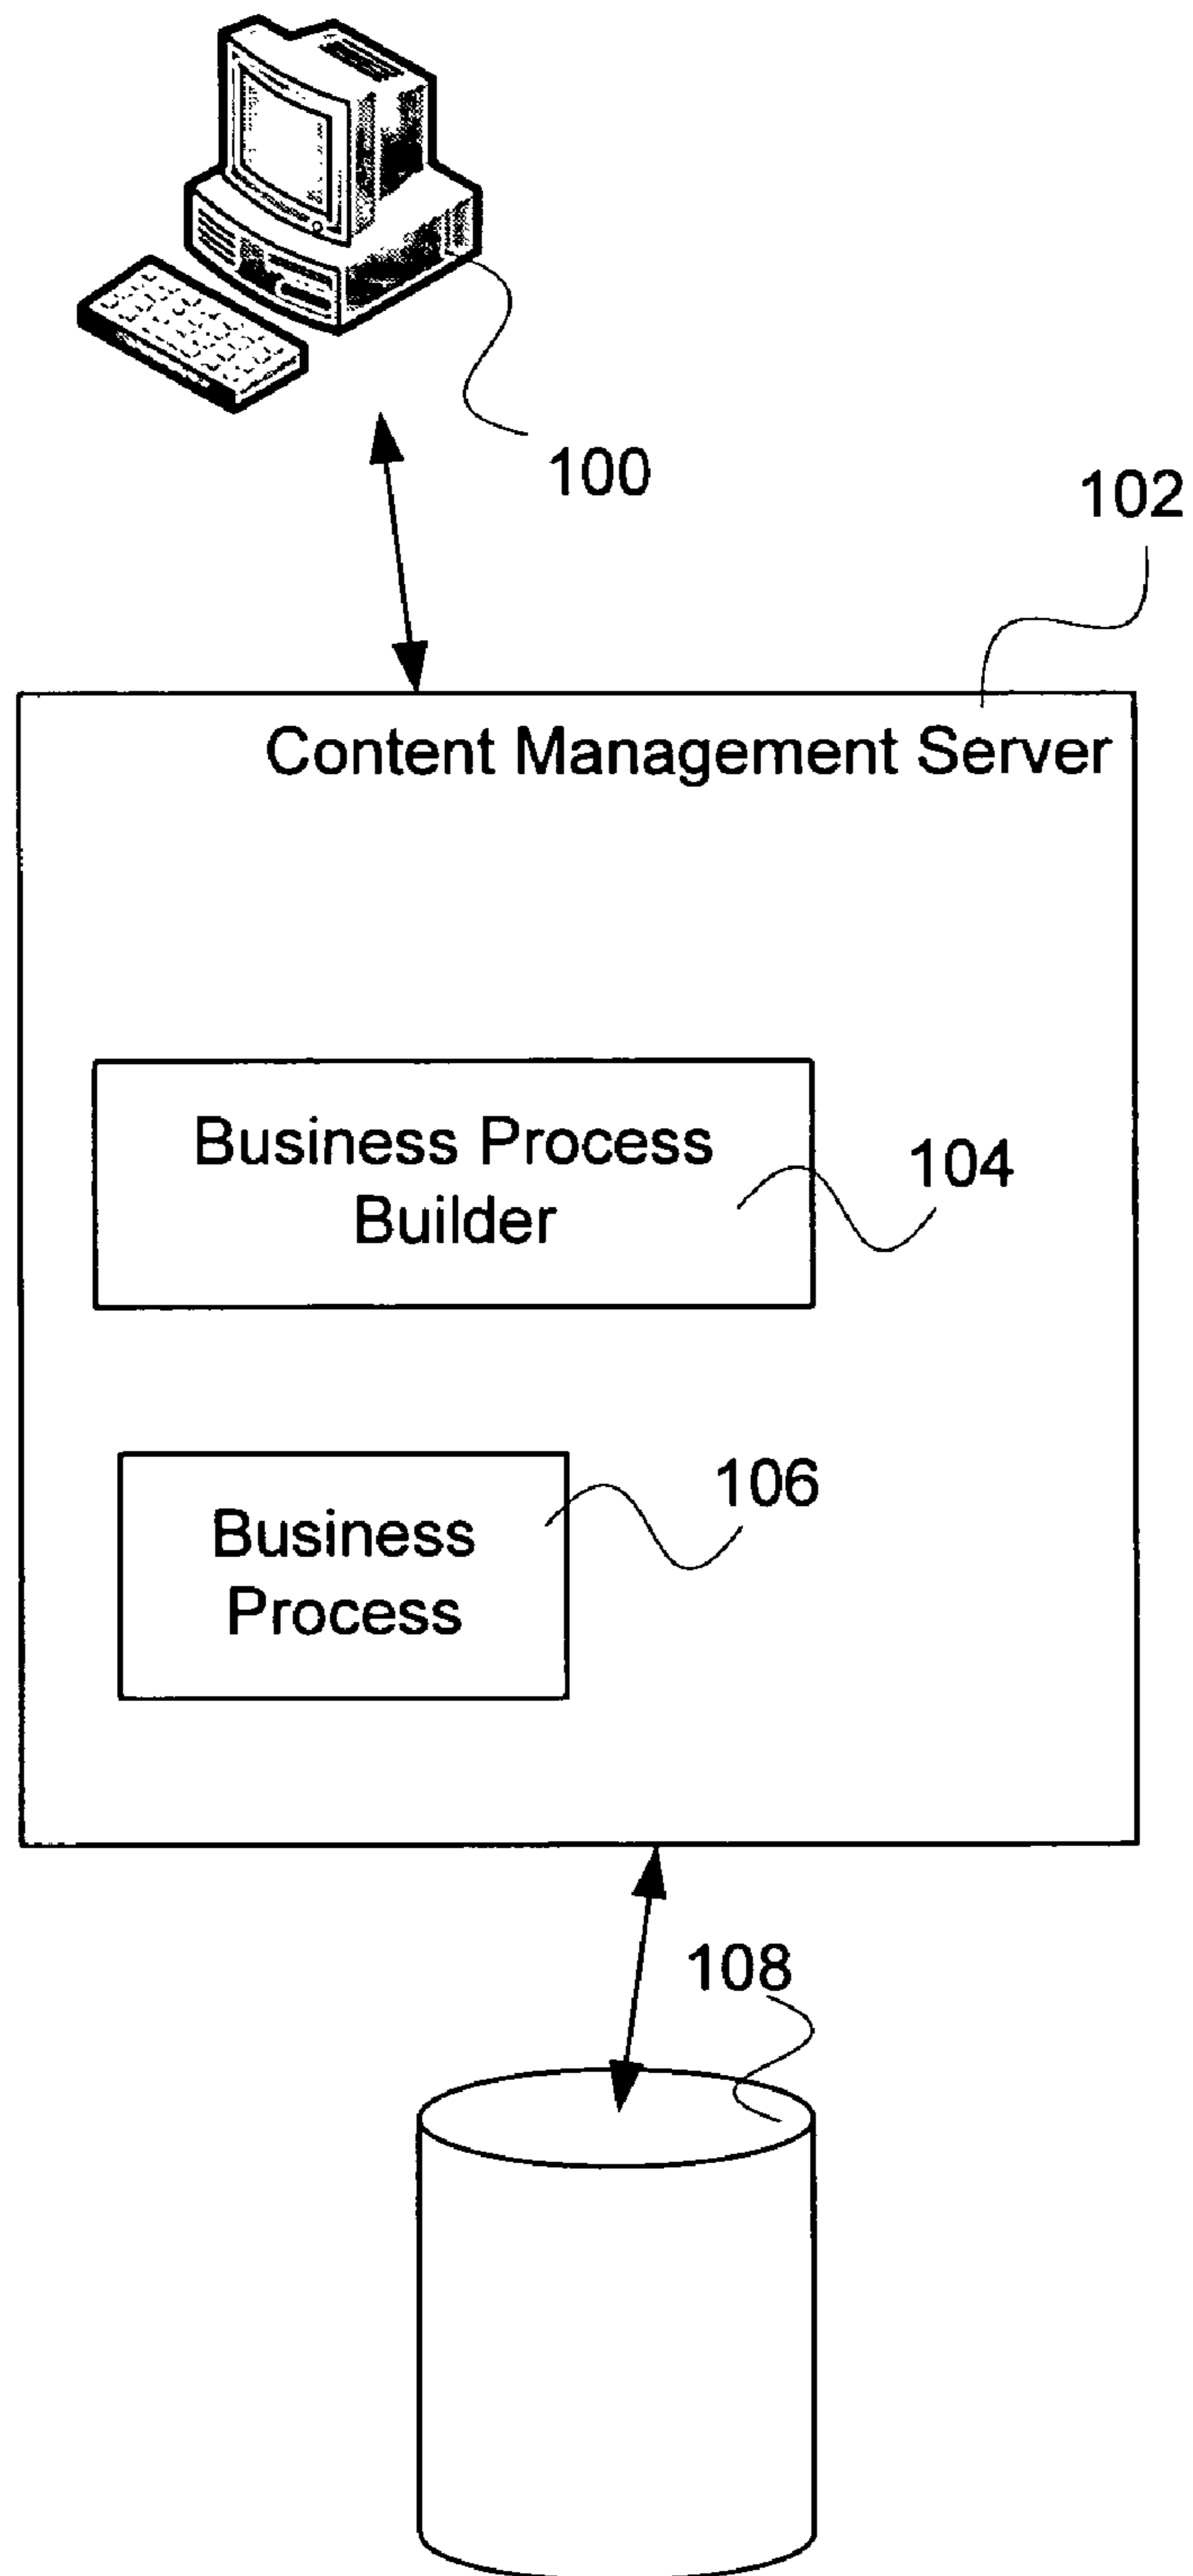 100
102
Content Management Server
Business Process
Builder
104
106
Business
Process
108